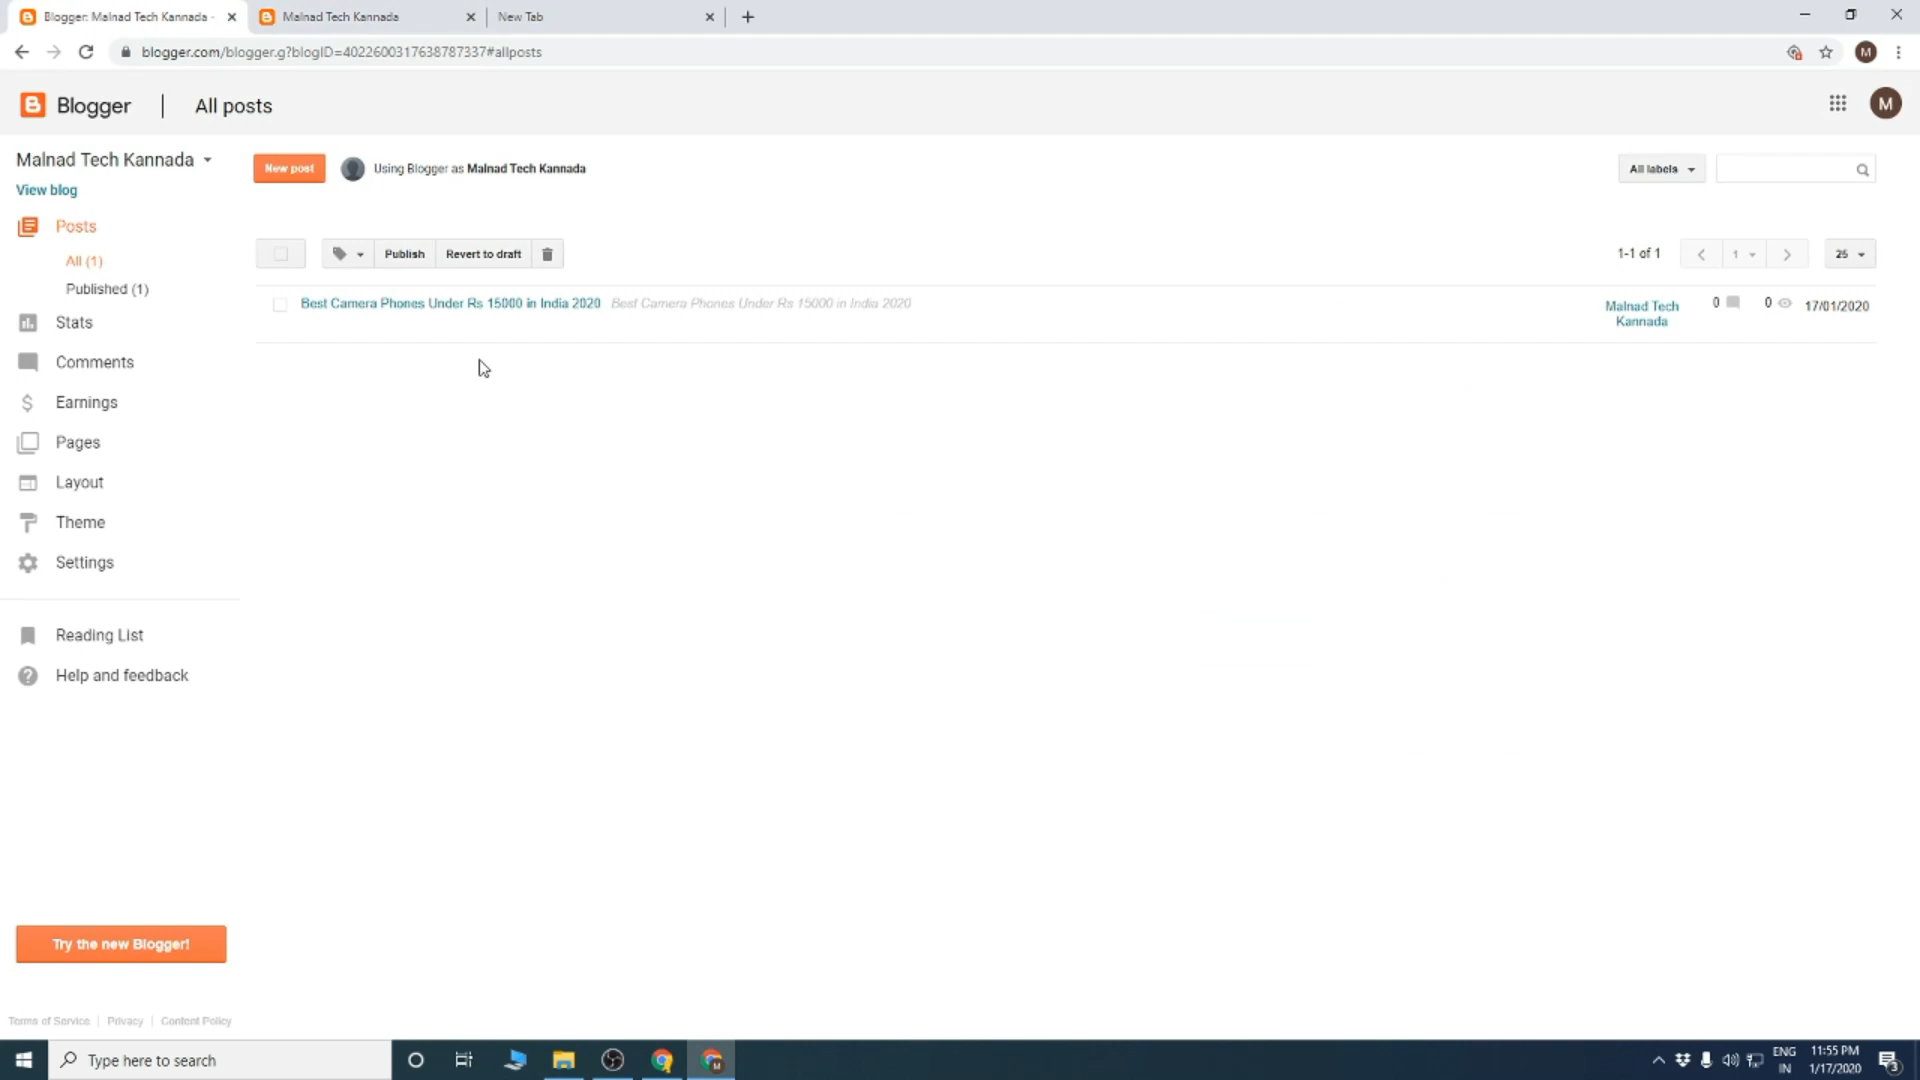 Blogger: Malnad Tech Kannada -
Malnad Tech Kannada
New Tab
blogger.com/blogger.g?blogID=4022600317638787337#allposts
M
Blogger | All posts
M
Malnad Tech Kannada
View blog
New post
Using Blogger as Malnad Tech Kannada
All labels
Posts
All (1)
Published (1)
Publish
Revert to draft
1-1 of 1
1
25
Best Camera Phones Under Rs 15000 in India 2020 Best Camera Phones Under Rs 15000 in India 2020
Malnad Tech
Kannada
0
0
17/01/2020
Stats
Comments
Earnings
Pages
Layout
Theme
Settings
Reading List
Help and feedback
Try the new Blogger!
Terms of Service | Privacy | Content Policy
Type here to search
ENG
IN
11:55 PM
1/17/2020
3